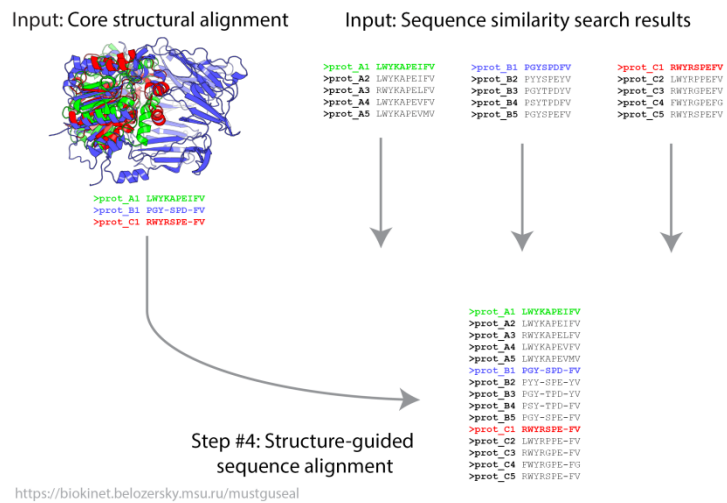 Input: Core structural alignment
Input: Sequence similarity search results
>prot_A1 LWYKAPEIFV
>prot_A2 LWYKAPEIFV
>prot_A3 RWYKAPELFV
>prot_A4 LWYKAPEVFV
>prot_A5 LWYKAPEVMV
>prot_B1 PGYSPDFV
>prot_B2 PYYSPEYV
>prot_B3 PGYTPDYV
>prot_B4 PSYTPDFV
>prot_B5 PGYSPEFV
>prot_C1 RWYRSPEFV
>prot_C2 LWYRPPEFV
>prot_C3 RWYRGPEFV
>prot_C4 FWYRGPEFG
>prot_C5 RWYRSPEFV
>prot_A1 LWYKAPEIFV
>prot_B1 PGY-SPD-FV
>prot_C1 RWYRSPE-FV
>prot_A1 LWYKAPEIFV
>prot_A2 LWYKAPEIFV
>prot_A3 RWYKAPELFV
>prot_A4 LWYKAPEVFV
>prot_A5 LWYKAPEVMV
>prot_B1 PGY-SPD-FV
>prot_B2 PYY-SPE-YV
>prot_B3 PGY-TPD-YV
>prot_B4 PSY-TPD-FV
>prot_B5 PGY-SPE-FV
>prot_C1 RWYRSPE-FV
>prot_C2 LWYRPPE-FV
>prot_C3 RWYRGPE-FV
>prot_C4 FWYRGPE-FG
>prot_C5 RWYRSPE-FV
Step #4: Structure-guided
sequence alignment
https://biokinet.belozersky.msu.ru/mustguseal